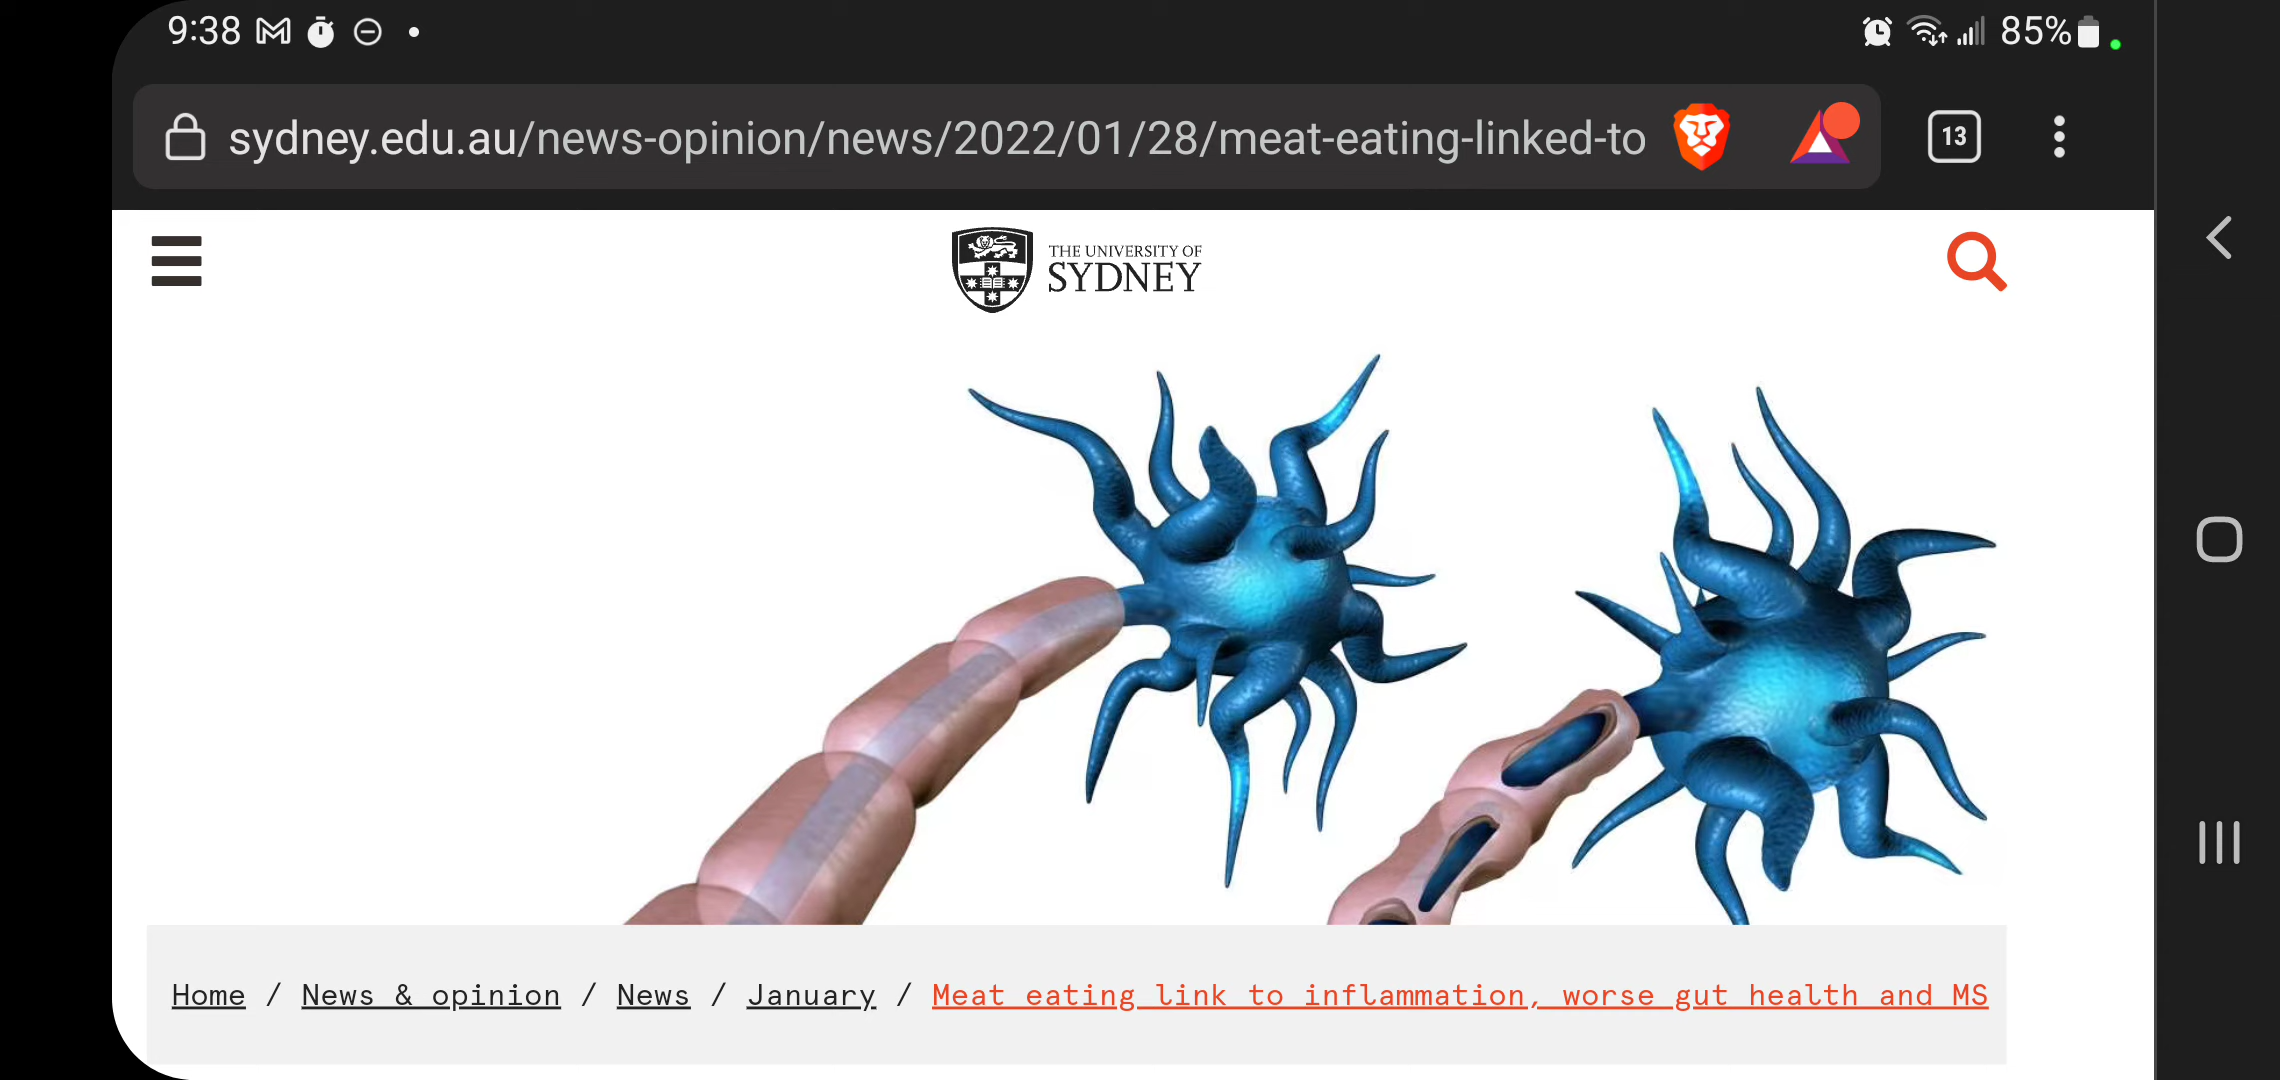 9:38 85%
sydney.edu.au/news-opinion/news/2022/01/28/meat-eating-linked-to 13
THE UNIVERSITY OF
SYDNEY
Home / News & opinion / News / January / Meat eating link to inflammation, worse gut health and MS